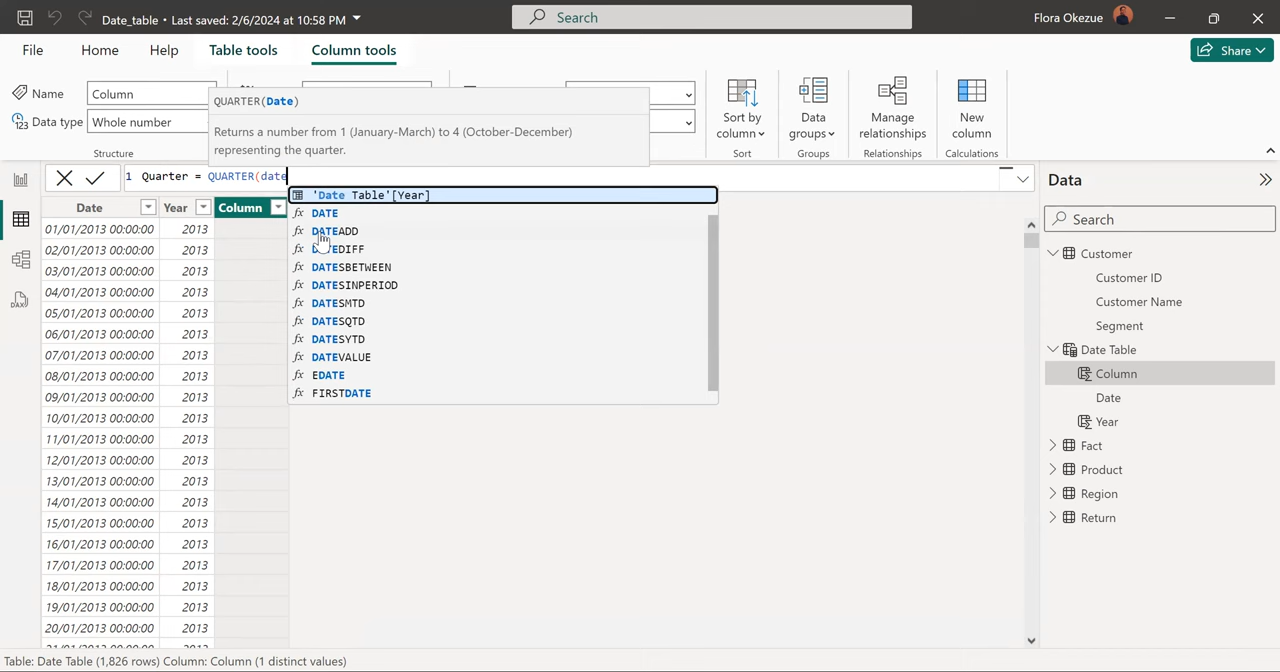 Date_table • Last saved: 2/6/2024 at 10:58 PM
Search
Flora Okezue
File
Home
Help
Table tools
Column tools
Share
Name
Column
Data type
Whole number
Structure
QUARTER(Date)
Returns a number from 1 (January-March) to 4 (October-December)
representing the quarter.
Sort by
column
Sort
Data
groups
Groups
Manage
relationships
Relationships
New
column
Calculations
1 Quarter = QUARTER(date
'Date Table'[Year]
DATE
DATEADD
DATEDIFF
DATESBETWEEN
DATESINPERIOD
DATESMTD
DATESQTD
DATESYTD
DATEVALUE
EDATE
FIRSTDATE
Date Year Column
01/01/2013 00:00:00 2013
02/01/2013 00:00:00 2013
03/01/2013 00:00:00 2013
04/01/2013 00:00:00 2013
05/01/2013 00:00:00 2013
06/01/2013 00:00:00 2013
07/01/2013 00:00:00 2013
08/01/2013 00:00:00 2013
09/01/2013 00:00:00 2013
10/01/2013 00:00:00 2013
11/01/2013 00:00:00 2013
12/01/2013 00:00:00 2013
13/01/2013 00:00:00 2013
14/01/2013 00:00:00 2013
15/01/2013 00:00:00 2013
16/01/2013 00:00:00 2013
17/01/2013 00:00:00 2013
18/01/2013 00:00:00 2013
19/01/2013 00:00:00 2013
20/01/2013 00:00:00 2013
Data
Search
Customer
Customer ID
Customer Name
Segment
Date Table
Column
Date
Year
Fact
Product
Region
Return
Table: Date Table (1,826 rows) Column: Column (1 distinct values)